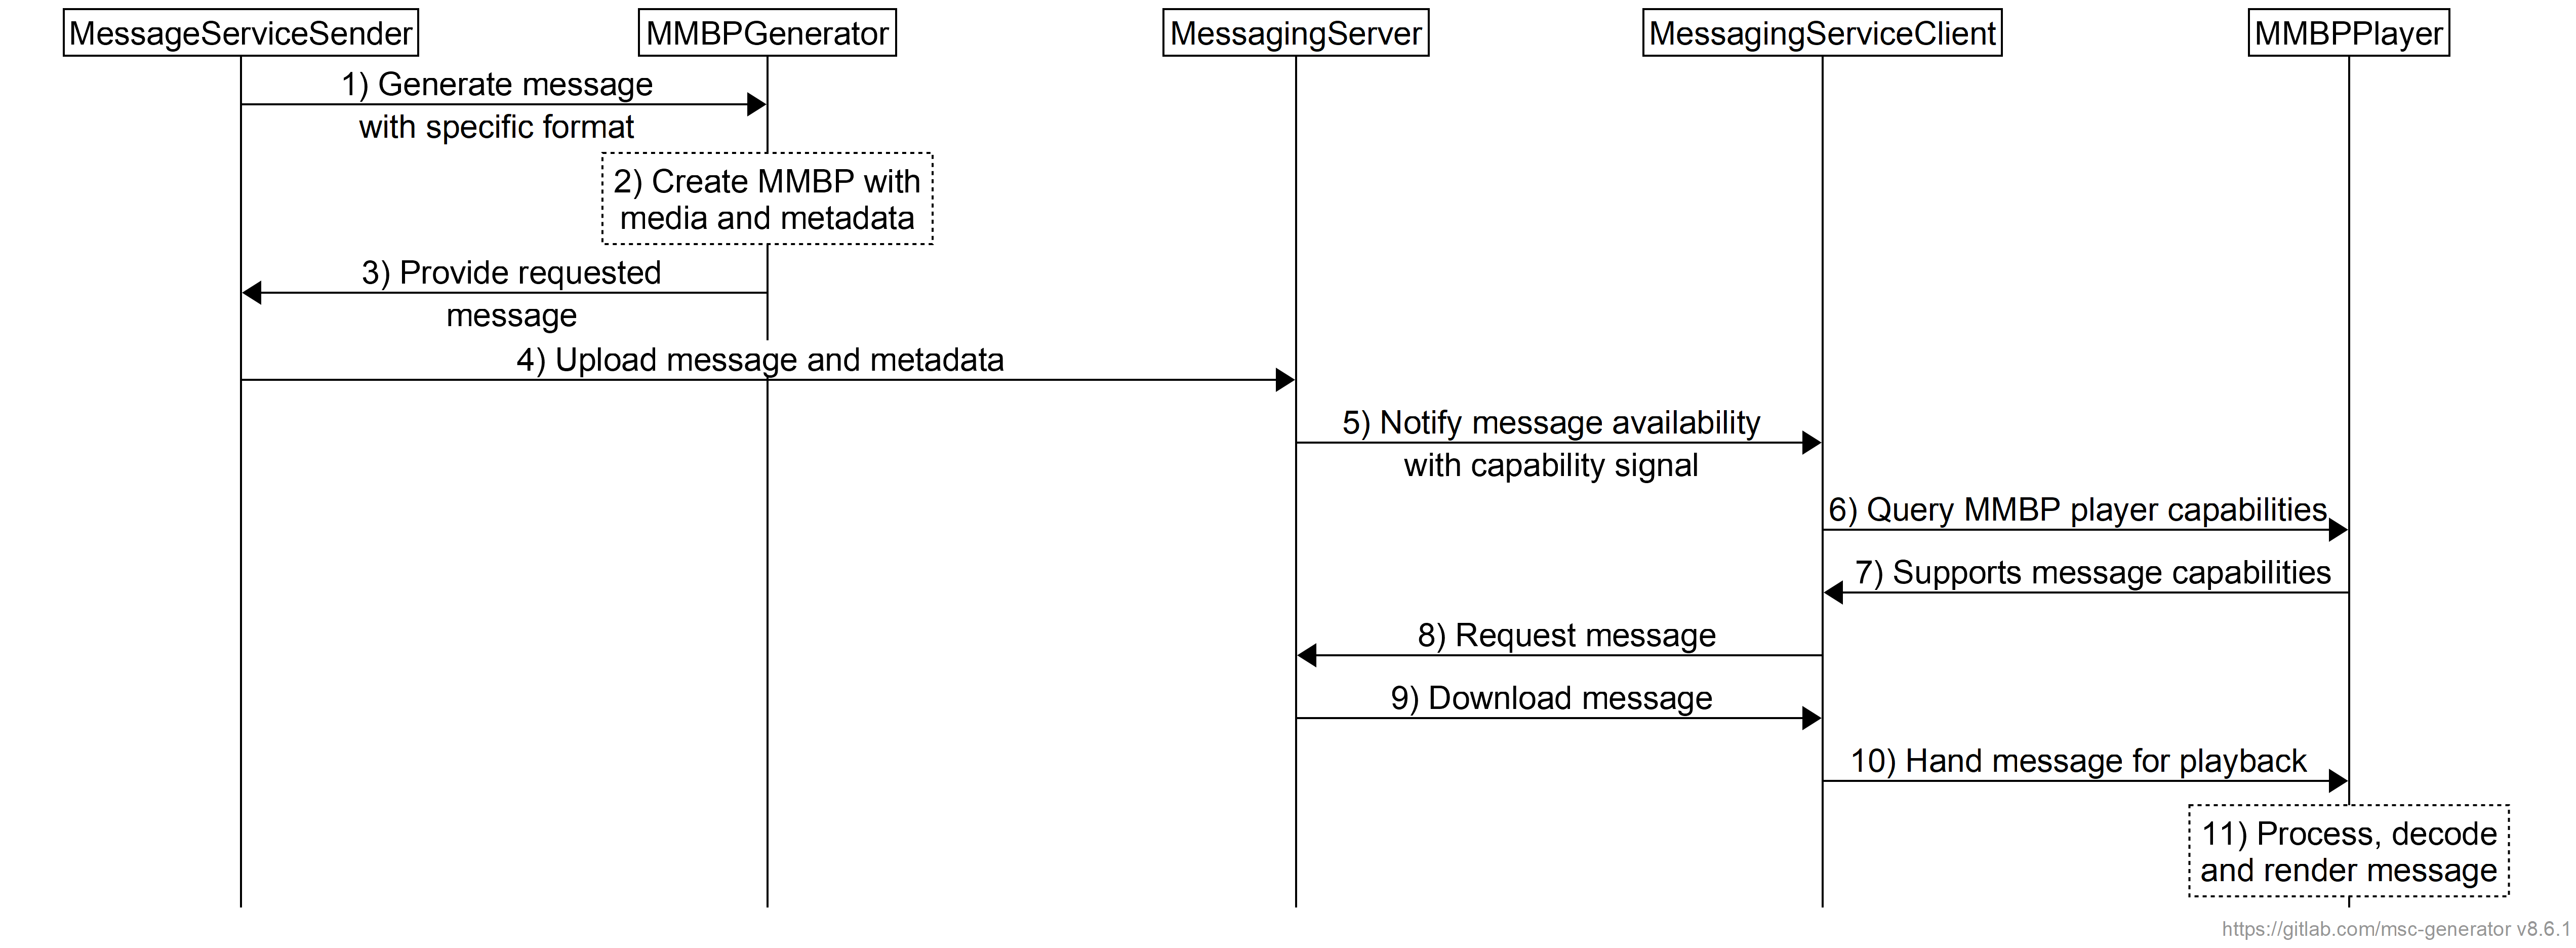 MessageServiceSender
MMBPGenerator
MessagingServer
MessagingServiceClient
MMBPPlayer
1) Generate message
with specific format
2) Create MMBP with
media and metadata
3) Provide requested
message
4) Upload message and metadata
5) Notify message availability
with capability signal
6) Query MMBP player capabilities
7) Supports message capabilities
8) Request message
9) Download message
10) Hand message for playback
11) Process, decode
and render message
https://gitlab.com/msc-generator v8.6.1